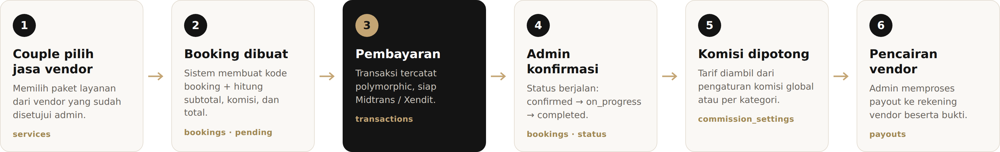 1
Couple pilih
jasa vendor
Memilih paket layanan
dari vendor yang sudah
disetujui admin.
services
2
Booking dibuat
Sistem membuat kode
booking + hitung
subtotal, komisi, dan
total.
bookings · pending
3
Pembayaran
Transaksi tercatat
polymorphic, siap
Midtrans / Xendit.
transactions
4
Admin
konfirmasi
Status berjalan:
confirmed → on_progress
→ completed.
bookings · status
5
Komisi dipotong
Tarif diambil dari
pengaturan komisi global
atau per kategori.
commission_settings
6
Pencairan
vendor
Admin memproses
payout ke rekening
vendor beserta bukti.
payouts